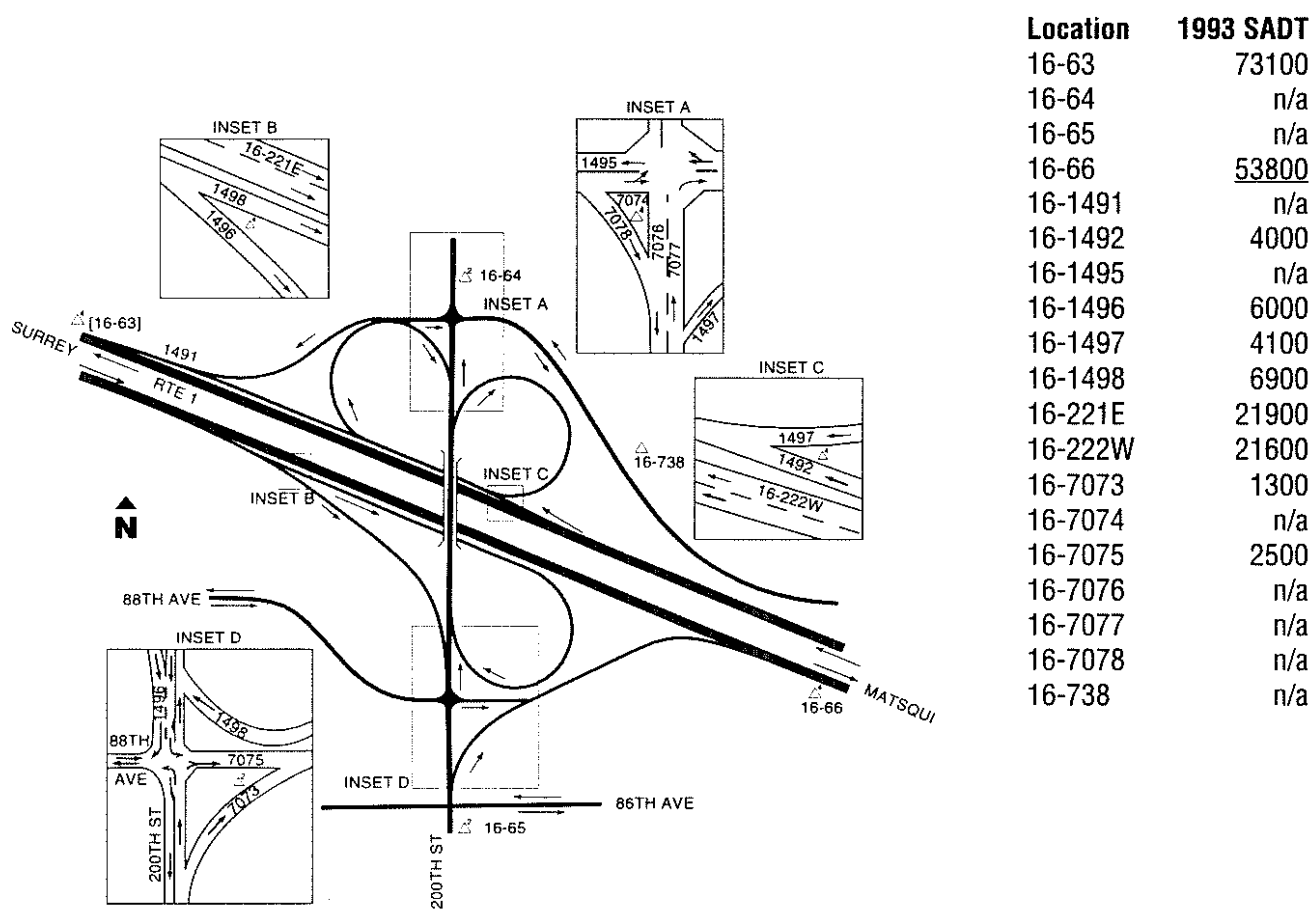 Location 1993 SADT
16-63 73100
16-64 n/a
16-65 n/a
16-66 53800
16-1491 n/a
16-1492 4000
16-1495 n/a
16-1496 6000
16-1497 4100
16-1498 6900
16-221E 21900
16-222W 21600
16-7073 1300
16-7074 n/a
16-7075 2500
16-7076 n/a
16-7077 n/a
16-7078 n/a
16-738 n/a
INSET B
16-221E
1498
1496
INSET A
1495
7074
7078
7076
7077
1497
16-64
INSET A
[16-63]
SURREY
1491
RTE 1
INSET C
1497
1492
16-222W
16-738
INSET C
INSET B
N
88TH AVE
INSET D
1496
1498
88TH
AVE
7075
7073
200TH ST
16-66
MATSQUI
INSET D
86TH AVE
16-65
200TH ST